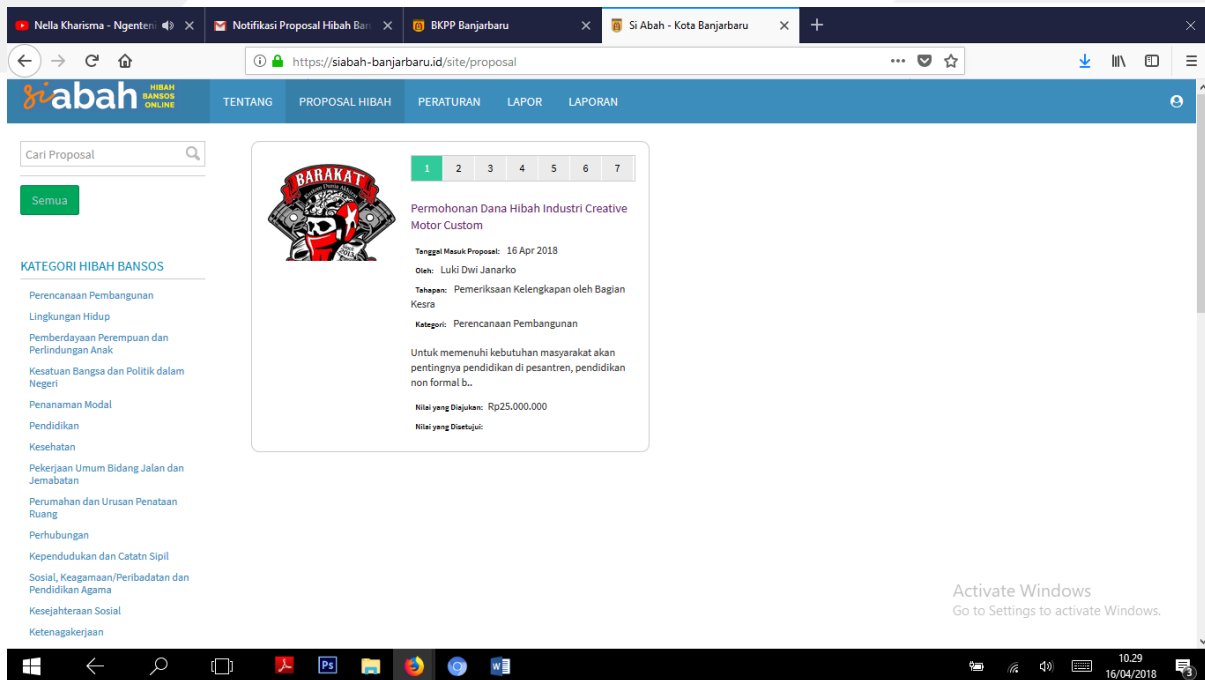 Nella Kharisma - Ngenteni
Notifikasi Proposal Hibah Ban
BKPP Banjarbaru
Si Abah - Kota Banjarbaru
https://siabah-banjarbaru.id/site/proposal
siabah HIBAH
BANSOS
ONLINE
TENTANG PROPOSAL HIBAH PERATURAN LAPOR LAPORAN
Cari Proposal
Semua
KATEGORI HIBAH BANSOS
Perencanaan Pembangunan
Lingkungan Hidup
Pemberdayaan Perempuan dan
Perlindungan Anak
Kesatuan Bangsa dan Politik dalam
Negeri
Penanaman Modal
Pendidikan
Kesehatan
Pekerjaan Umum Bidang Jalan dan
Jemabatan
Perumahan dan Urusan Penataan
Ruang
Perhubungan
Kependudukan dan Catatn Sipil
Sosial, Keagamaan/Peribadatan dan
Pendidikan Agama
Kesejahteraan Sosial
Ketenagakerjaan
BARAKAT
2013
1 2 3 4 5 6 7
Permohonan Dana Hibah Industri Creative
Motor Custom
Tanggal Masuk Proposal: 16 Apr 2018
Oleh: Luki Dwi Janarko
Tahapan: Pemeriksaan Kelengkapan oleh Bagian
Kesra
Kategori: Perencanaan Pembangunan
Untuk memenuhi kebutuhan masyarakat akan
pentingnya pendidikan di pesantren, pendidikan
non formal b..
Nilai yang Diajukan: Rp25.000.000
Nilai yang Disetujui:
Activate Windows
Go to Settings to activate Windows.
Ps
10.29
16/04/2018
3